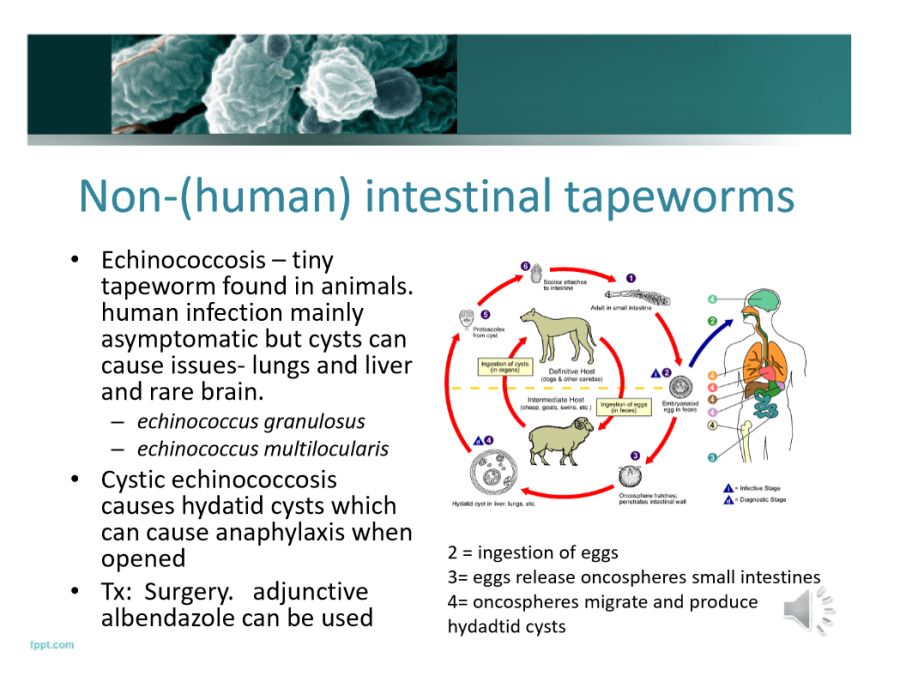 Non-(human) intestinal tapeworms
• Echinococcosis – tiny
tapeworm found in animals.
human infection mainly
asymptomatic but cysts can
cause issues- lungs and liver
and rare brain.
– echinococcus granulosus
– echinococcus multilocularis
• Cystic echinococcosis
causes hydatid cysts which
can cause anaphylaxis when
opened
• Tx: Surgery. adjunctive
albendazole can be used
6
Scolex attaches
to intestine
1
Adult in small intestine
5
Protoscolex
from cyst
Ingestion of cysts
(in organs)
Definitive Host
(dogs & other canidae)
Intermediate Host
(sheep, goats, swine, etc.)
Ingestion of eggs
(in feces)
i 2
Embryonated
egg in feces
d 4
Hydatid cyst in liver, lungs, etc.
3
Oncosphere hatches;
penetrates intestinal wall
4
2
4
4
4
4
4
3
i = Infective Stage
d = Diagnostic Stage
2 = ingestion of eggs
3= eggs release oncospheres small intestines
4= oncospheres migrate and produce
hydadtid cysts
fppt.com